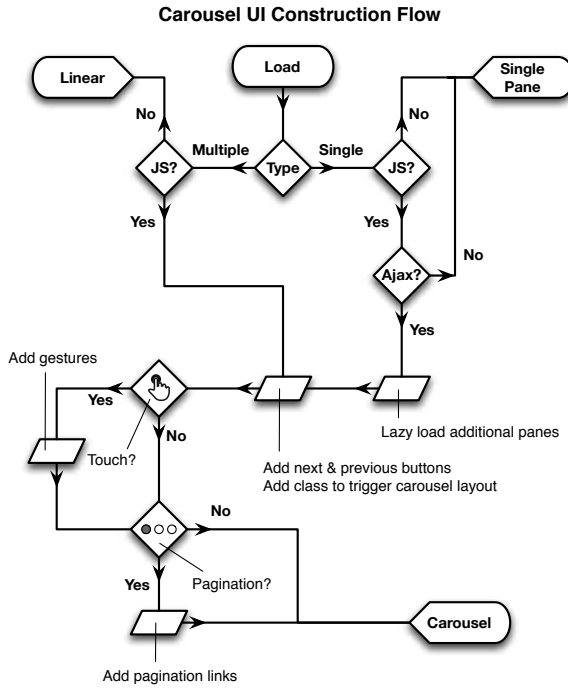 Carousel UI Construction Flow
Linear
Load
Single
Pane
No
No
Multiple
Single
JS?
Type
JS?
Yes
Yes
No
Ajax?
Yes
Add gestures
Yes
Lazy load additional panes
No
Touch?
Add next & previous buttons
Add class to trigger carousel layout
No
Yes
Pagination?
Carousel
Add pagination links